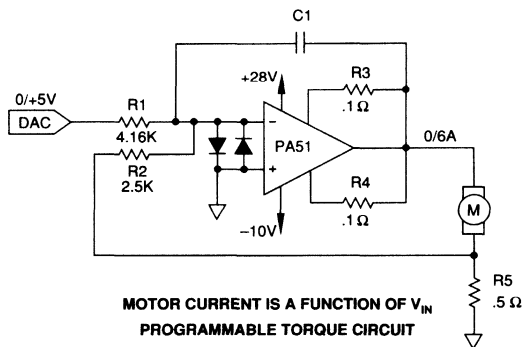 C1
+28V
R3
.1 Ω
0/+5V
DAC
R1
4.16K
R2
2.5K
−
+
PA51
0/6A
R4
.1 Ω
−10V
M
R5
.5 Ω
MOTOR CURRENT IS A FUNCTION OF VIN
PROGRAMMABLE TORQUE CIRCUIT